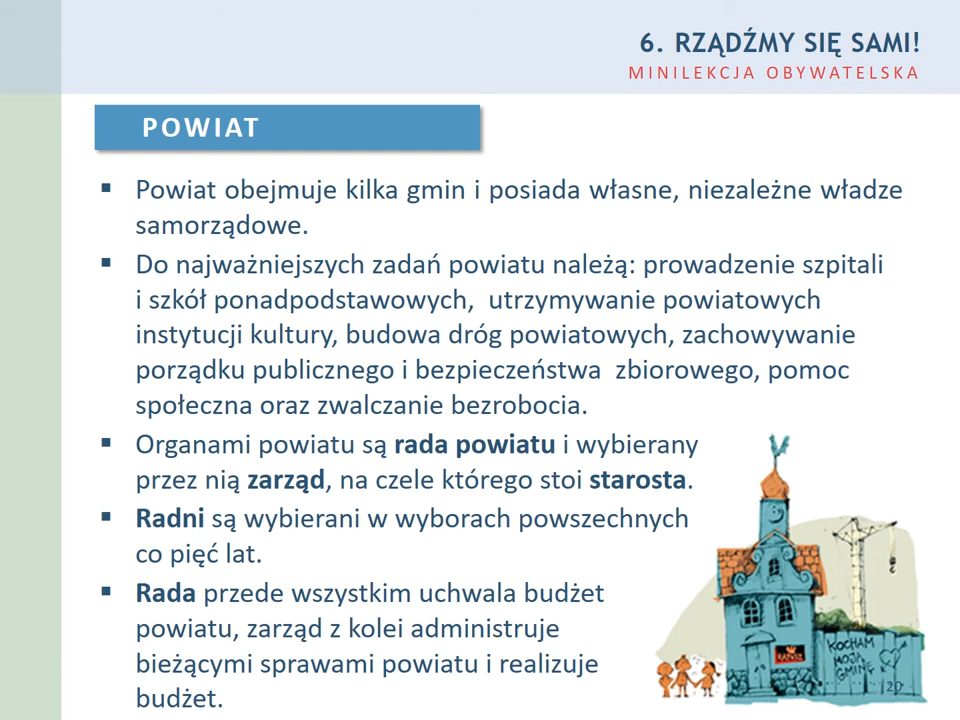 6. RZĄDŹMY SIĘ SAMI!
MINILEKCJA OBYWATELSKA
POWIAT
▪ Powiat obejmuje kilka gmin i posiada własne, niezależne władze
samorządowe.
▪ Do najważniejszych zadań powiatu należą: prowadzenie szpitali
i szkół ponadpodstawowych, utrzymywanie powiatowych
instytucji kultury, budowa dróg powiatowych, zachowywanie
porządku publicznego i bezpieczeństwa zbiorowego, pomoc
społeczna oraz zwalczanie bezrobocia.
▪ Organami powiatu są rada powiatu i wybierany
przez nią zarząd, na czele którego stoi starosta.
▪ Radni są wybierani w wyborach powszechnych
co pięć lat.
▪ Rada przede wszystkim uchwala budżet
powiatu, zarząd z kolei administruje
bieżącymi sprawami powiatu i realizuje
budżet.
KOCHAM
MOJĄ
GMINĘ
RATUSZ
20